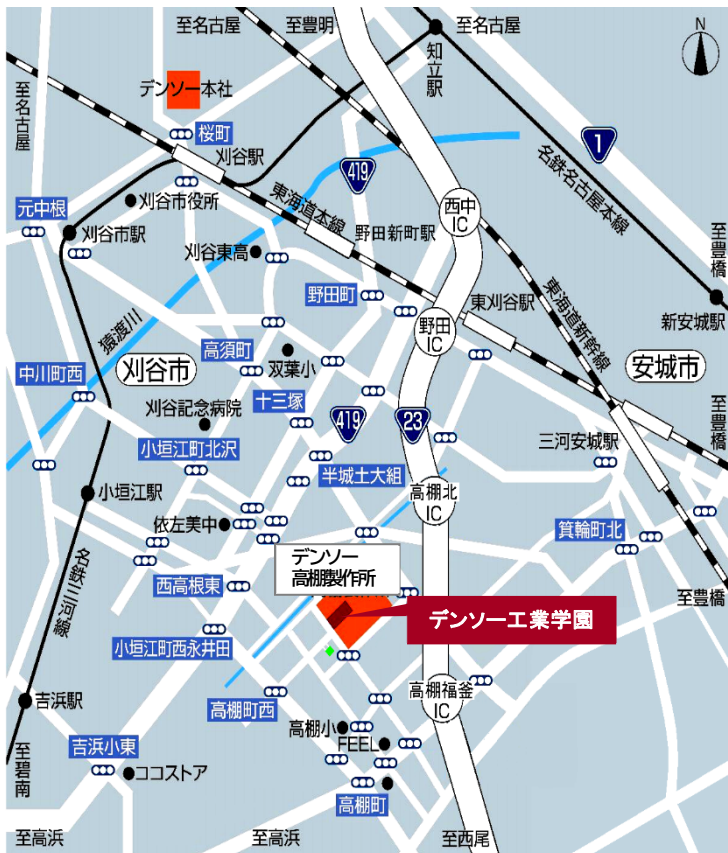 至名古屋
至豊明
至名古屋
至名古屋
知立駅
N
デンソー本社
桜町
刈谷駅
419
1
名鉄名古屋本線
元中根
刈谷市役所
東海道本線
西中
IC
刈谷市駅
野田新町駅
刈谷東高
至豊橋
東海道新幹線
野田町
東刈谷駅
新安城駅
猿渡川
野田
IC
高須町
双葉小
刈谷市
安城市
中川町西
十三塚
419
23
至豊橋
刈谷記念病院
三河安城駅
小垣江町北沢
半城土大組
小垣江駅
高棚北
IC
依左美中
箕輪町北
デンソー
高棚製作所
名鉄三河線
西高根東
至豊橋
デンソー工業学園
小垣江町西永井田
吉浜駅
高棚町西
高棚福釜
IC
高棚小
FEEL
吉浜小東
至碧南
ココストア
高棚町
至高浜
至高浜
至西尾